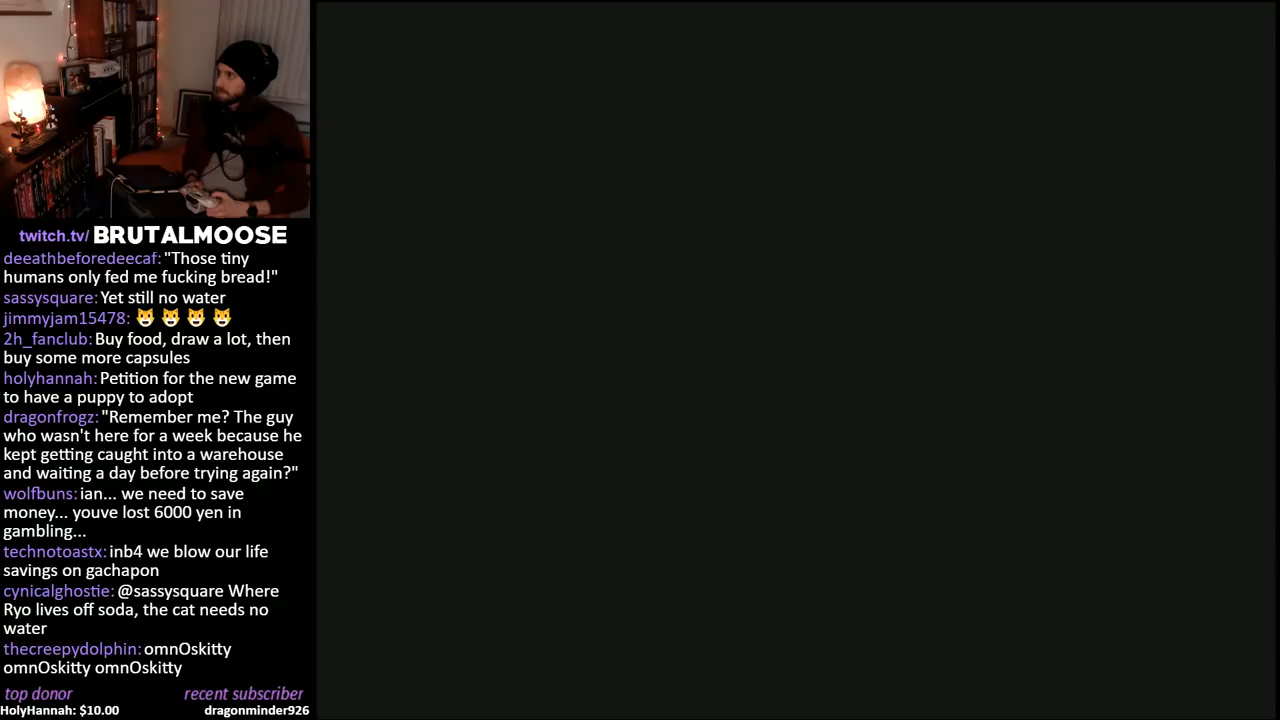 twitch.tv/ BRUTALMOOSE
deeathbeforedeecaf: "Those tiny
humans only fed me fucking bread!"
sassysquare: Yet still no water
jimmyjam15478:
2h_fanclub: Buy food, draw a lot, then
buy some more capsules
holyhannah: Petition for the new game
to have a puppy to adopt
dragonfrogz: "Remember me? The guy
who wasn't here for a week because he
kept getting caught into a warehouse
and waiting a day before trying again?"
wolfbuns: ian... we need to save
money... youve lost 6000 yen in
gambling...
technotoastx: inb4 we blow our life
savings on gachapon
cynicalghostie: @sassysquare Where
Ryo lives off soda, the cat needs no
water
thecreepydolphin: omnOskitty
omnOskitty omnOskitty
top donor recent subscriber
HolyHannah: $10.00 dragonminder926